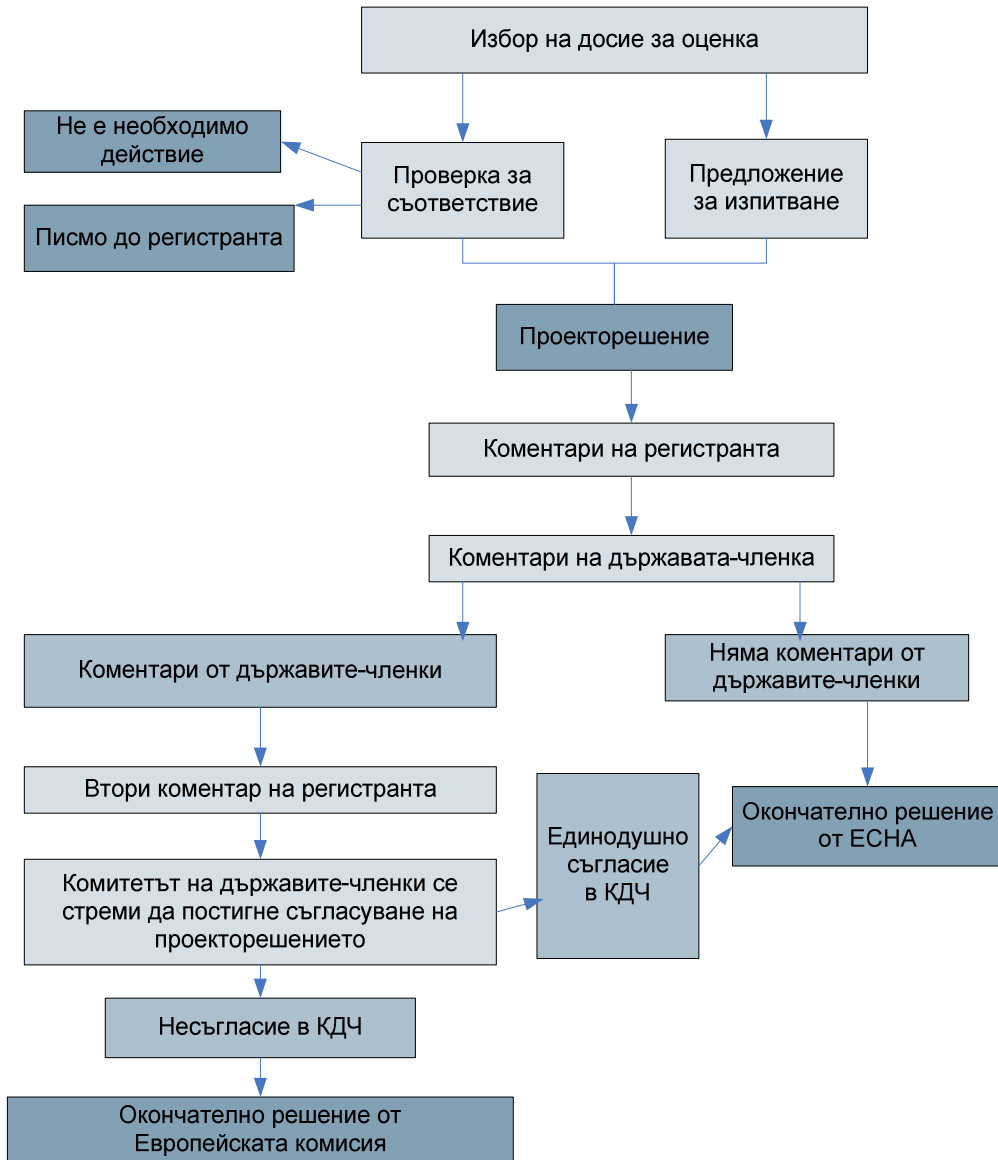 Избор на досие за оценка
Не е необходимо
действие
Проверка за
съответствие
Предложение
за изпитване
Писмо до регистранта
Проекторешение
Коментари на регистранта
Коментари на държавата-членка
Коментари от държавите-членки
Няма коментари от
държавите-членки
Втори коментар на регистранта
Единодушно
съгласие
в КДЧ
Окончателно решение
от ECHA
Комитетът на държавите-членки се
стреми да постигне съгласуване на
проекторешението
Несъгласие в КДЧ
Окончателно решение от
Европейската комисия